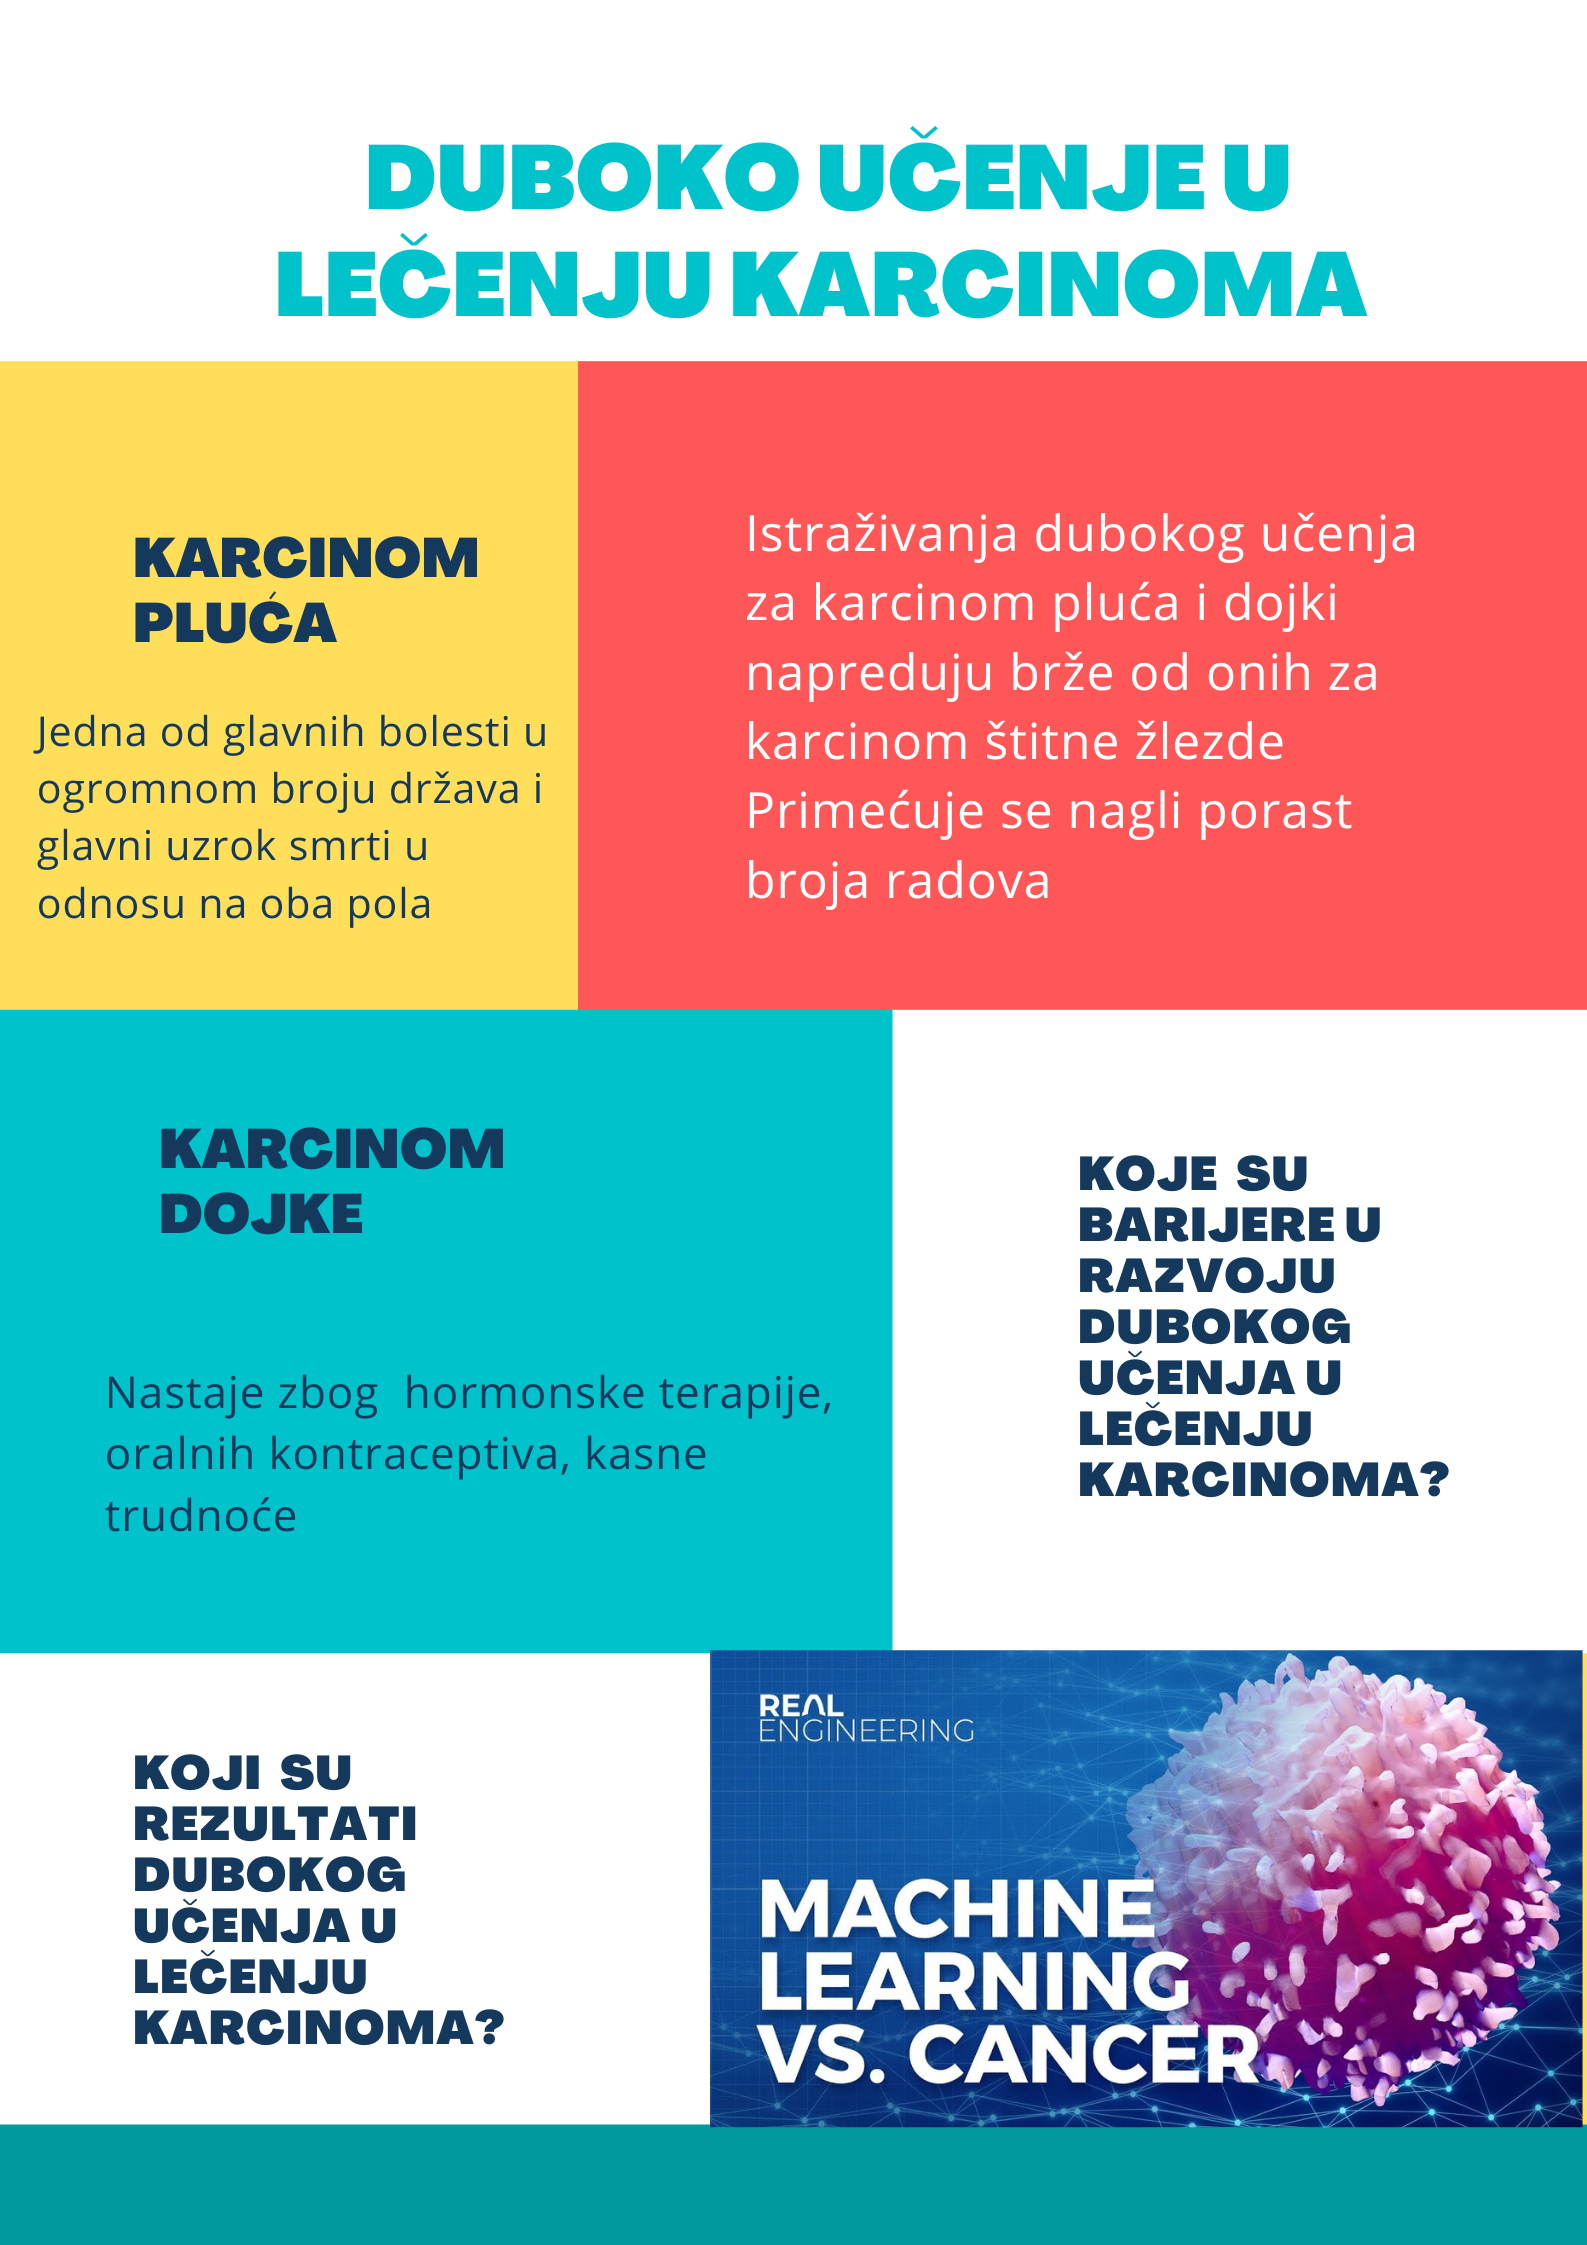 DUBOKO UČENJE U
LEČENJU KARCINOMA
KARCINOM
PLUĆA
Jedna od glavnih bolesti u
ogromnom broju država i
glavni uzrok smrti u
odnosu na oba pola
Istraživanja dubokog učenja
za karcinom pluća i dojki
napreduju brže od onih za
karcinom štitne žlezde
Primećuje se nagli porast
broja radova
KARCINOM
DOJKE
Nastaje zbog  hormonske terapije,
oralnih kontraceptiva, kasne
trudnoće
KOJE SU
BARIJERE U
RAZVOJU
DUBOKOG
UČENJA U
LEČENJU
KARCINOMA?
KOJI SU
REZULTATI
DUBOKOG
UČENJA U
LEČENJU
KARCINOMA?
REAL
ENGINEERING
MACHINE
LEARNING
VS. CANCER